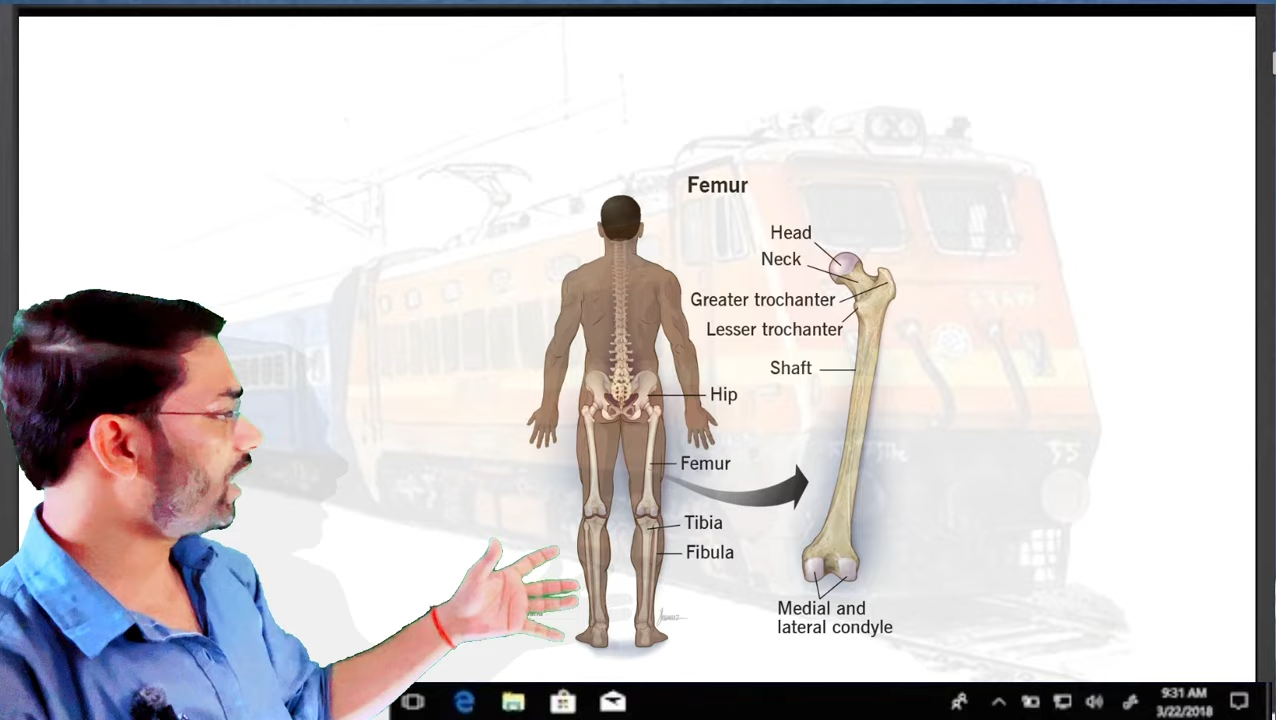 Femur
Head
Neck
Greater trochanter
Lesser trochanter
Shaft
Hip
Femur
Tibia
Fibula
Medial and
lateral condyle
9:31 AM
3/22/2018